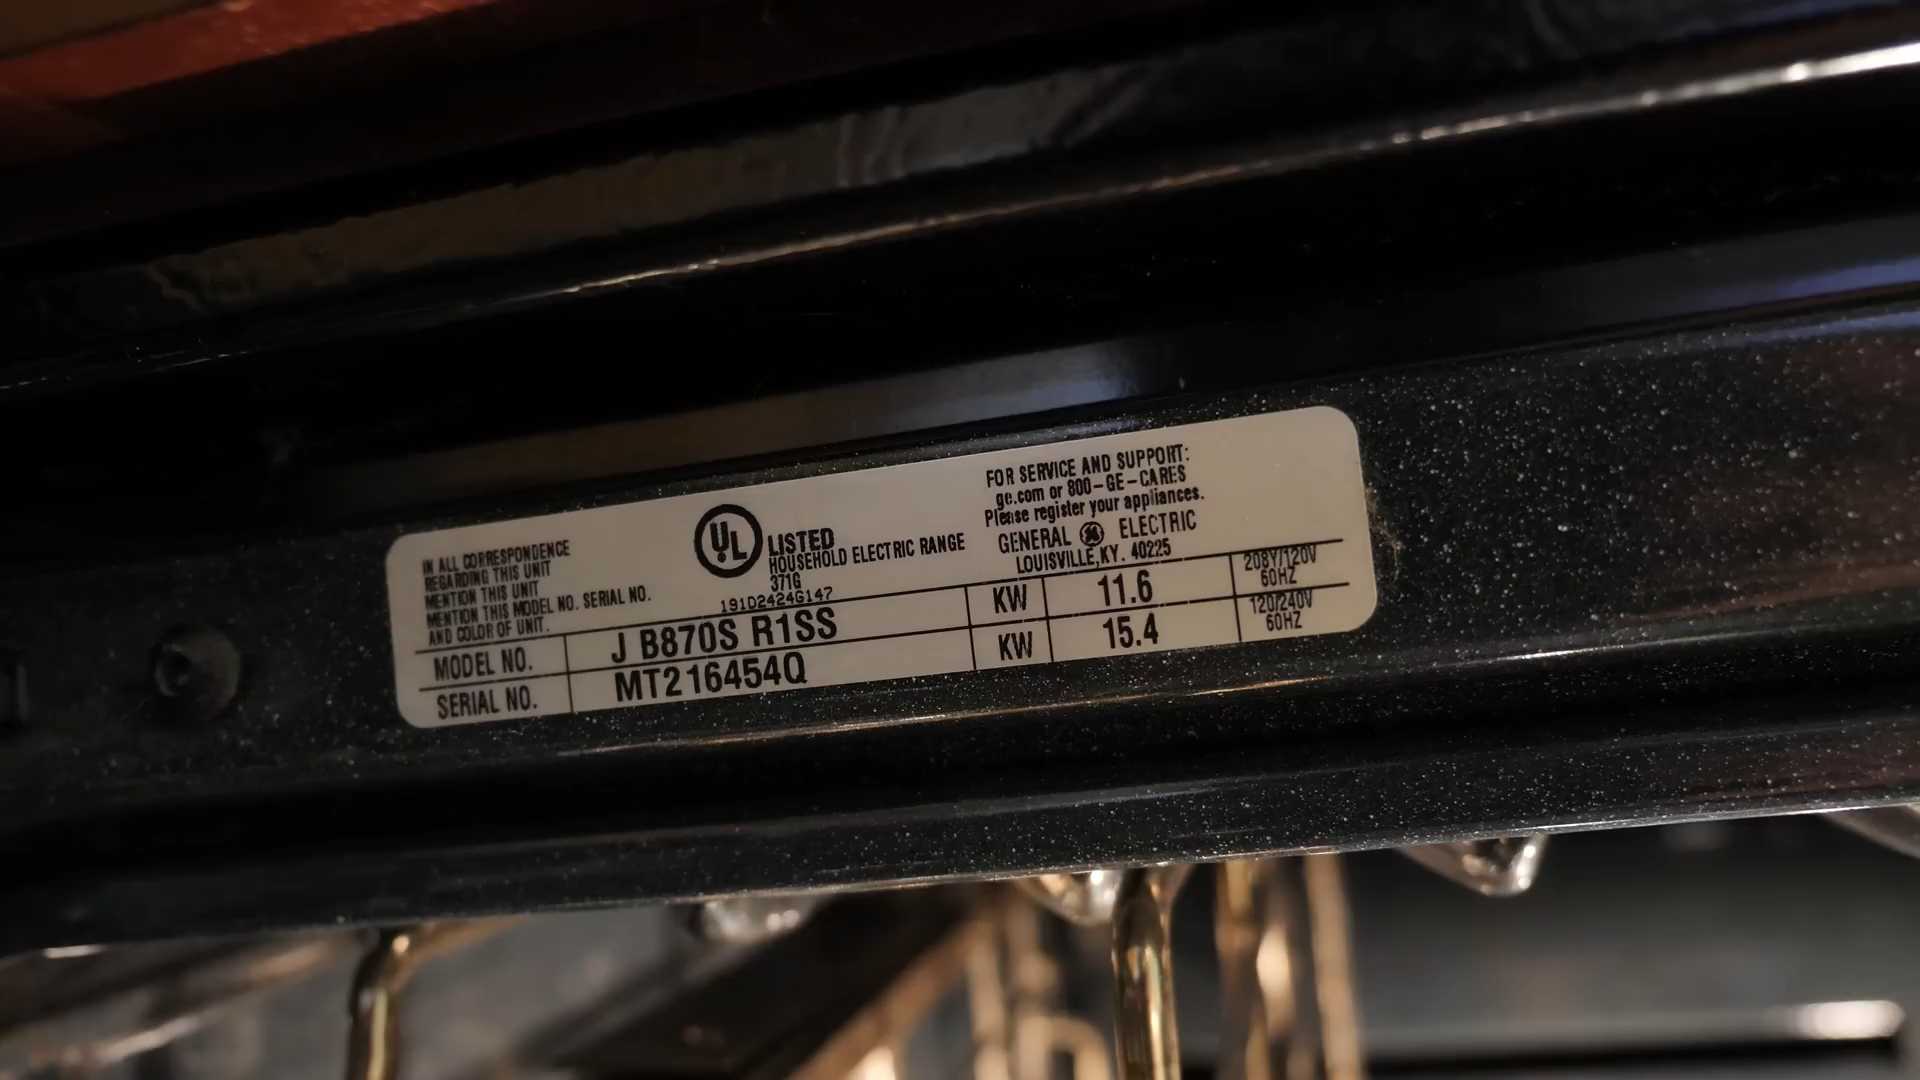 IN ALL CORRESPONDENCE
REGARDING THIS UNIT
MENTION THIS UNIT
MENTION THIS MODEL NO. SERIAL NO.
AND COLOR OF UNIT.
UL LISTED
HOUSEHOLD ELECTRIC RANGE
371G
191D2424G147
FOR SERVICE AND SUPPORT:
ge.com or 800-GE-CARES
Please register your appliances.
GENERAL GE ELECTRIC
LOUISVILLE,KY. 40225
MODEL NO. J B870S R1SS KW 11.6 208Y/120V 60HZ
SERIAL NO. MT216454Q KW 15.4 120/240V 60HZ